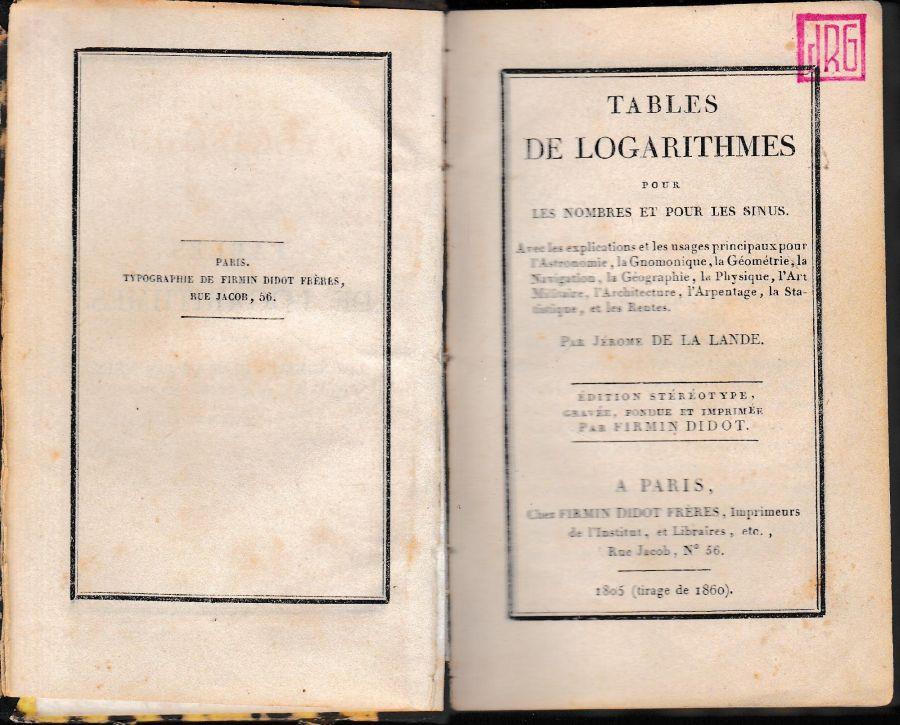 PARIS.
TYPOGRAPHIE DE FIRMIN DIDOT FRÈRES,
RUE JACOB, 56.
JRG
TABLES
DE LOGARITHMES
POUR
LES NOMBRES ET POUR LES SINUS.
Avec les explications et les usages principaux pour
l'Astronomie, la Gnomonique, la Géométrie, la
Navigation, la Géographie, la Physique, l'Art
Militaire, l'Architecture, l'Arpentage, la Sta-
tistique, et les Rentes.
PAR JÉROME DE LA LANDE.
ÉDITION STÉRÉOTYPE,
GRAVÉE, FONDUE ET IMPRIMÉE
PAR FIRMIN DIDOT.
A PARIS,
Chez FIRMIN DIDOT FRÈRES, Imprimeurs
de l'Institut, et Libraires, etc.,
Rue Jacob, N° 56.
1805 (tirage de 1860).